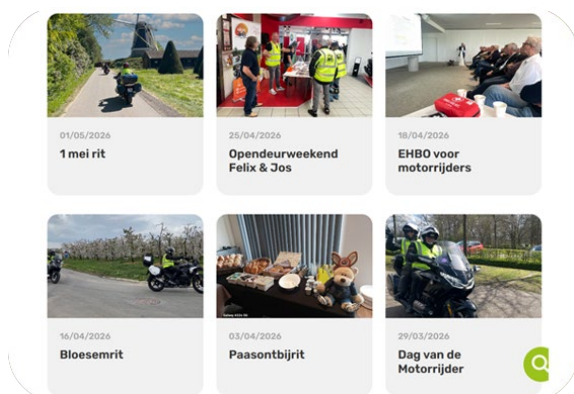 01/05/2026
1 mei rit
25/04/2026
Opendeurweekend
Felix & Jos
18/04/2026
EHBO voor
motorrijders
16/04/2026
Bloesemrit
03/04/2026
Paasontbijrit
29/03/2026
Dag van de
Motorrijder